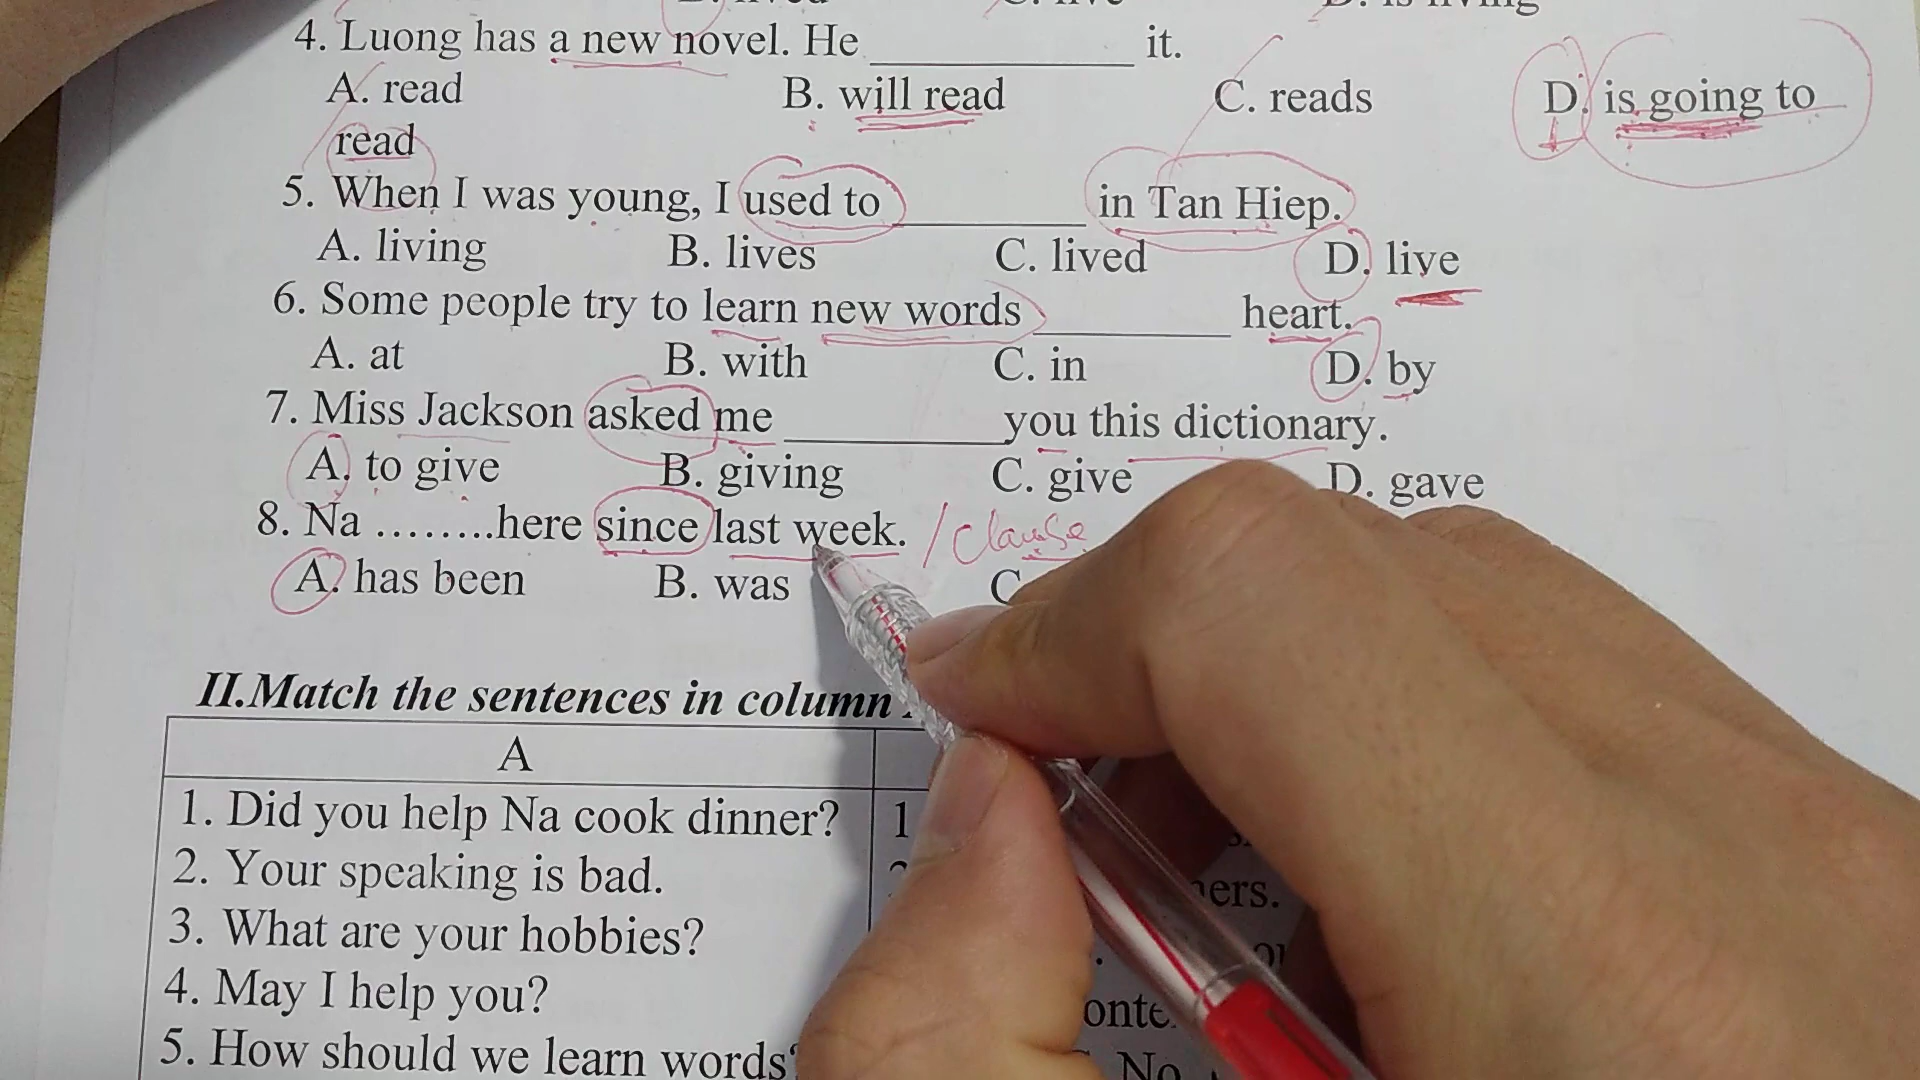 4. Luong has a new novel. He __________ it.
A. read B. will read C. reads D. is going to
read
5. When I was young, I used to ________ in Tan Hiep.
A. living B. lives C. lived D. live
6. Some people try to learn new words ________ heart.
A. at B. with C. in D. by
7. Miss Jackson asked me _________you this dictionary.
A. to give B. giving C. give D. gave
8. Na ........here since last week. / clause
A. has been B. was C
II.Match the sentences in column
A
1. Did you help Na cook dinner? 1
2. Your speaking is bad.
3. What are your hobbies?
4. May I help you?
5. How should we learn words?
No